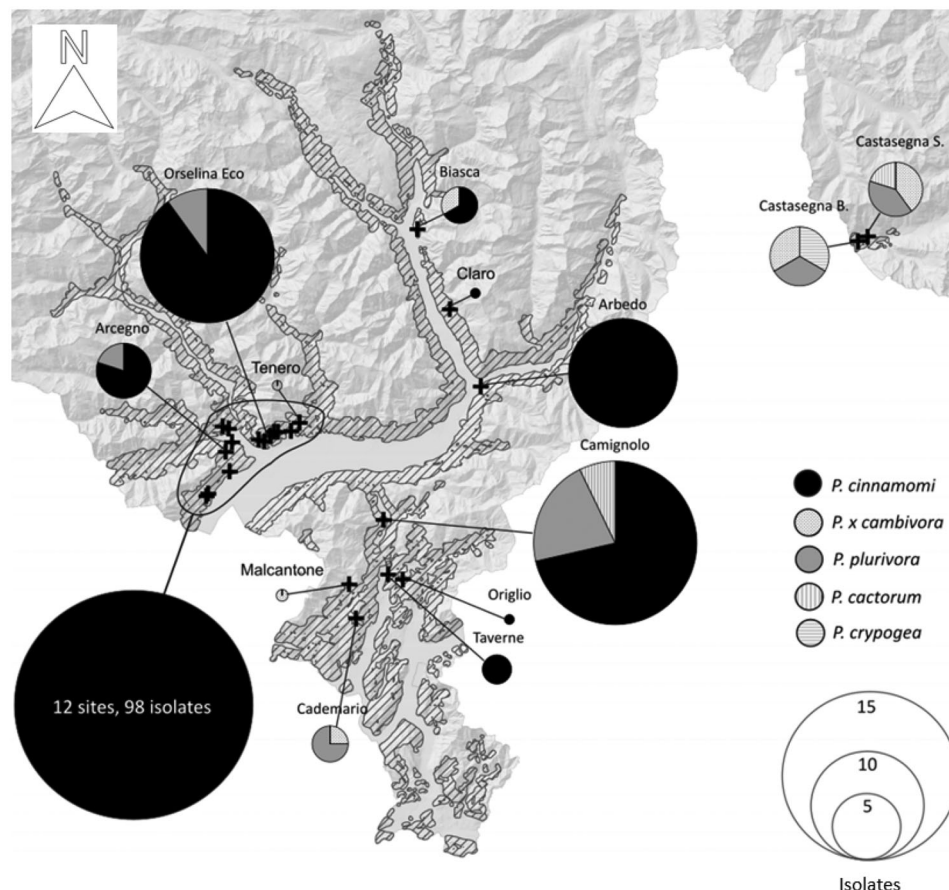 N
Castasegna S.
Orselina Eco
Biasca
Castasegna B.
Claro
Arbedo
Arcegno
Tenero
Camignolo
P. cinnamomi
P. x cambivora
P. plurivora
P. cactorum
P. crypogea
Malcantone
Origlio
Taverne
12 sites, 98 isolates
Cademario
15
10
5
Isolates